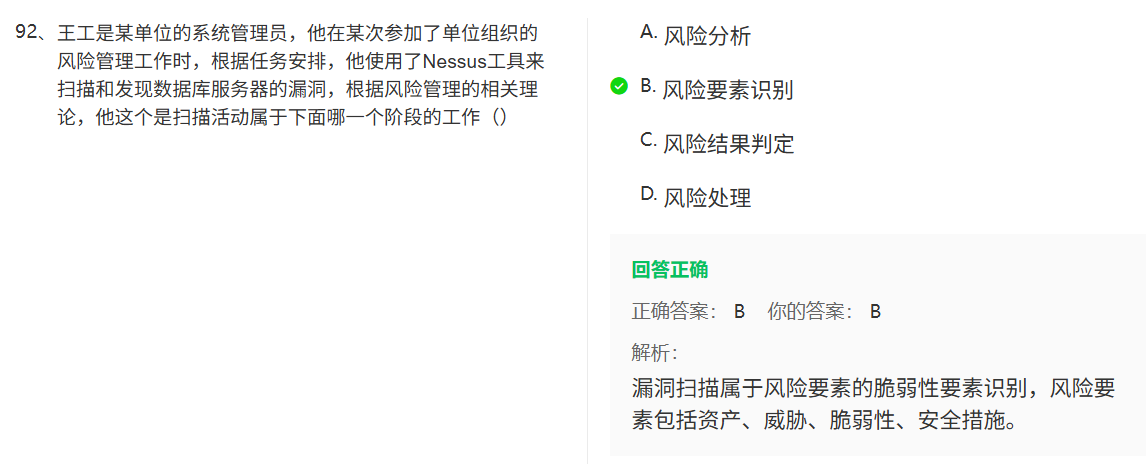 92、王工是某单位的系统管理员，他在某次参加了单位组织的
风险管理工作时，根据任务安排，他使用了Nessus工具来
扫描和发现数据库服务器的漏洞，根据风险管理的相关理
论，他这个是扫描活动属于下面哪一个阶段的工作（）
A. 风险分析
B. 风险要素识别
C. 风险结果判定
D. 风险处理
回答正确
正确答案： B 你的答案： B
解析：
漏洞扫描属于风险要素的脆弱性要素识别，风险要
素包括资产、威胁、脆弱性、安全措施。